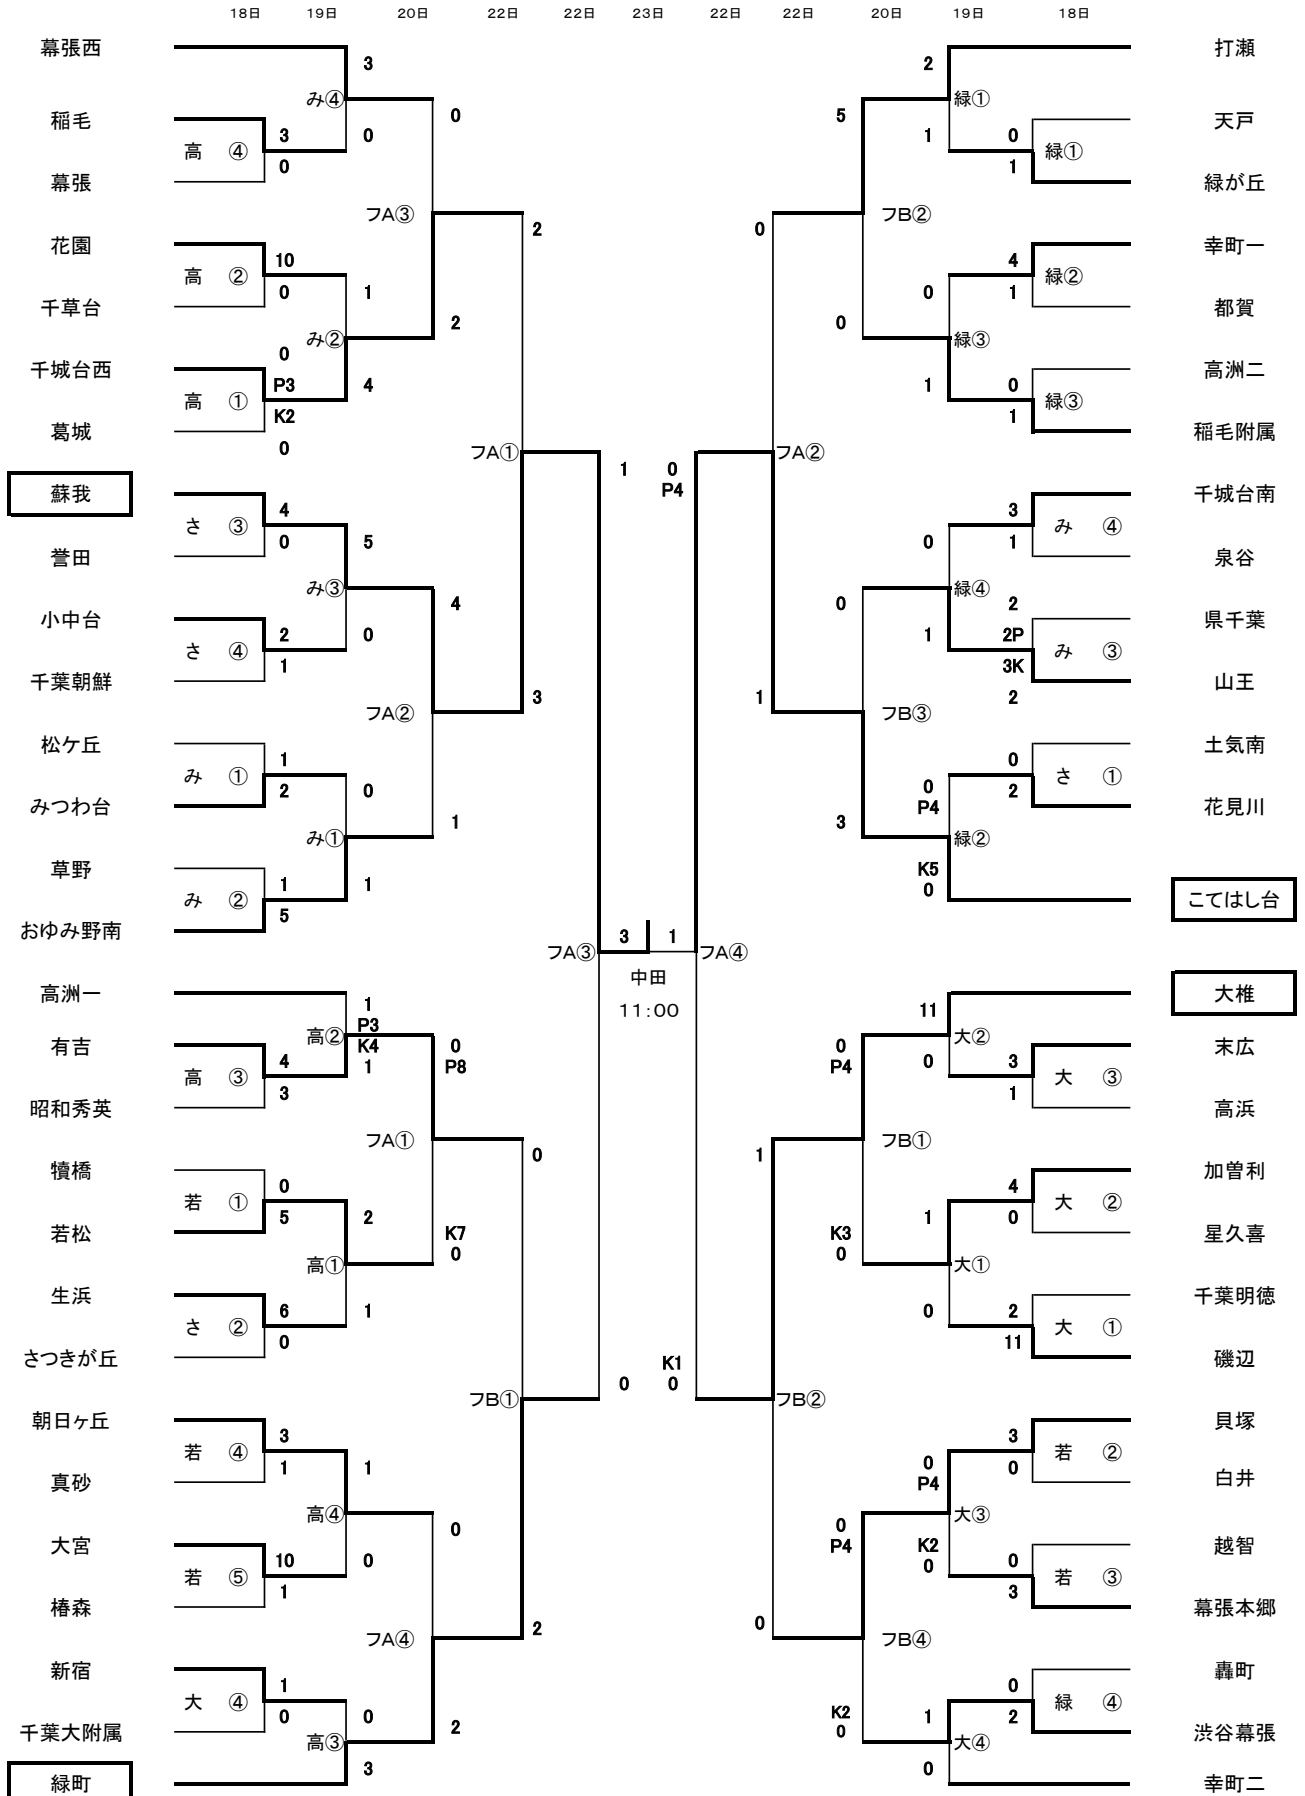 18日 19日 20日 22日 22日 23日 22日 22日 20日 19日 18日
幕張西 打瀬
3 2
み④ 緑①
0 5
稲毛 天戸
3 0 1 0
高 ④ 緑①
0 1
幕張 緑が丘
フA③ フB②
2 0
花園 幸町一
10 4
高 ② 緑②
0 1 0 1
千草台 都賀
2 0
み② 緑③
0
千城台西 高洲二
P3 4 1 0
高 ① 緑③
K2 1
葛城 稲毛附属
0
フA① フA②
1 0
P4
蘇我 千城台南
4 3
さ ③ み ④
0 5 0 1
誉田 泉谷
み③ 緑④
4 0 2
小中台 県千葉
2 0 1 2P
さ ④ み ③
1 3K
千葉朝鮮 山王
3 1 2
フA② フB③
松ケ丘 土気南
1 0
み ① さ ①
2 0 0 2
みつわ台 P4 花見川
1 3
み① 緑②
草野 K5
1 1 0
み ② こてはし台
5
おゆみ野南
3 1
フA③ フA④
中田
高洲一 大椎
1 11:00 11
P3
高② 大②
K4
有吉 0 0 末広
4 1 P8 P4 0 3
高 ③ 大 ③
3 1
昭和秀英 高浜
フA① フB①
0 1
犢橋 加曽利
0 4
若 ① 大 ②
5 2 1 0
若松 K7 K3 星久喜
0 0
高① 大①
生浜 千葉明徳
6 1 0 2
さ ② 大 ①
0 11
さつきが丘 K1 磯辺
0 0
フB① フB②
朝日ヶ丘 貝塚
3 3
若 ④ 若 ②
1 1 0 0
真砂 P4 白井
高④ 大③
0 0
大宮 P4 K2 越智
10 0 0 0
若 ⑤ 若 ③
1 3
椿森 幕張本郷
2 0
フA④ フB④
新宿 轟町
1 0
大 ④ 緑 ④
0 0 K2 1 2
千葉大附属 2 0 渋谷幕張
高③ 大④
3 0
緑町 幸町二